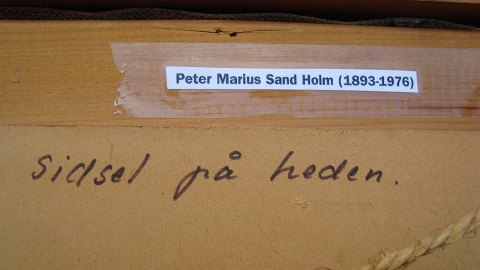 Peter Marius Sand Holm (1893-1976)
Sidsel på heden.